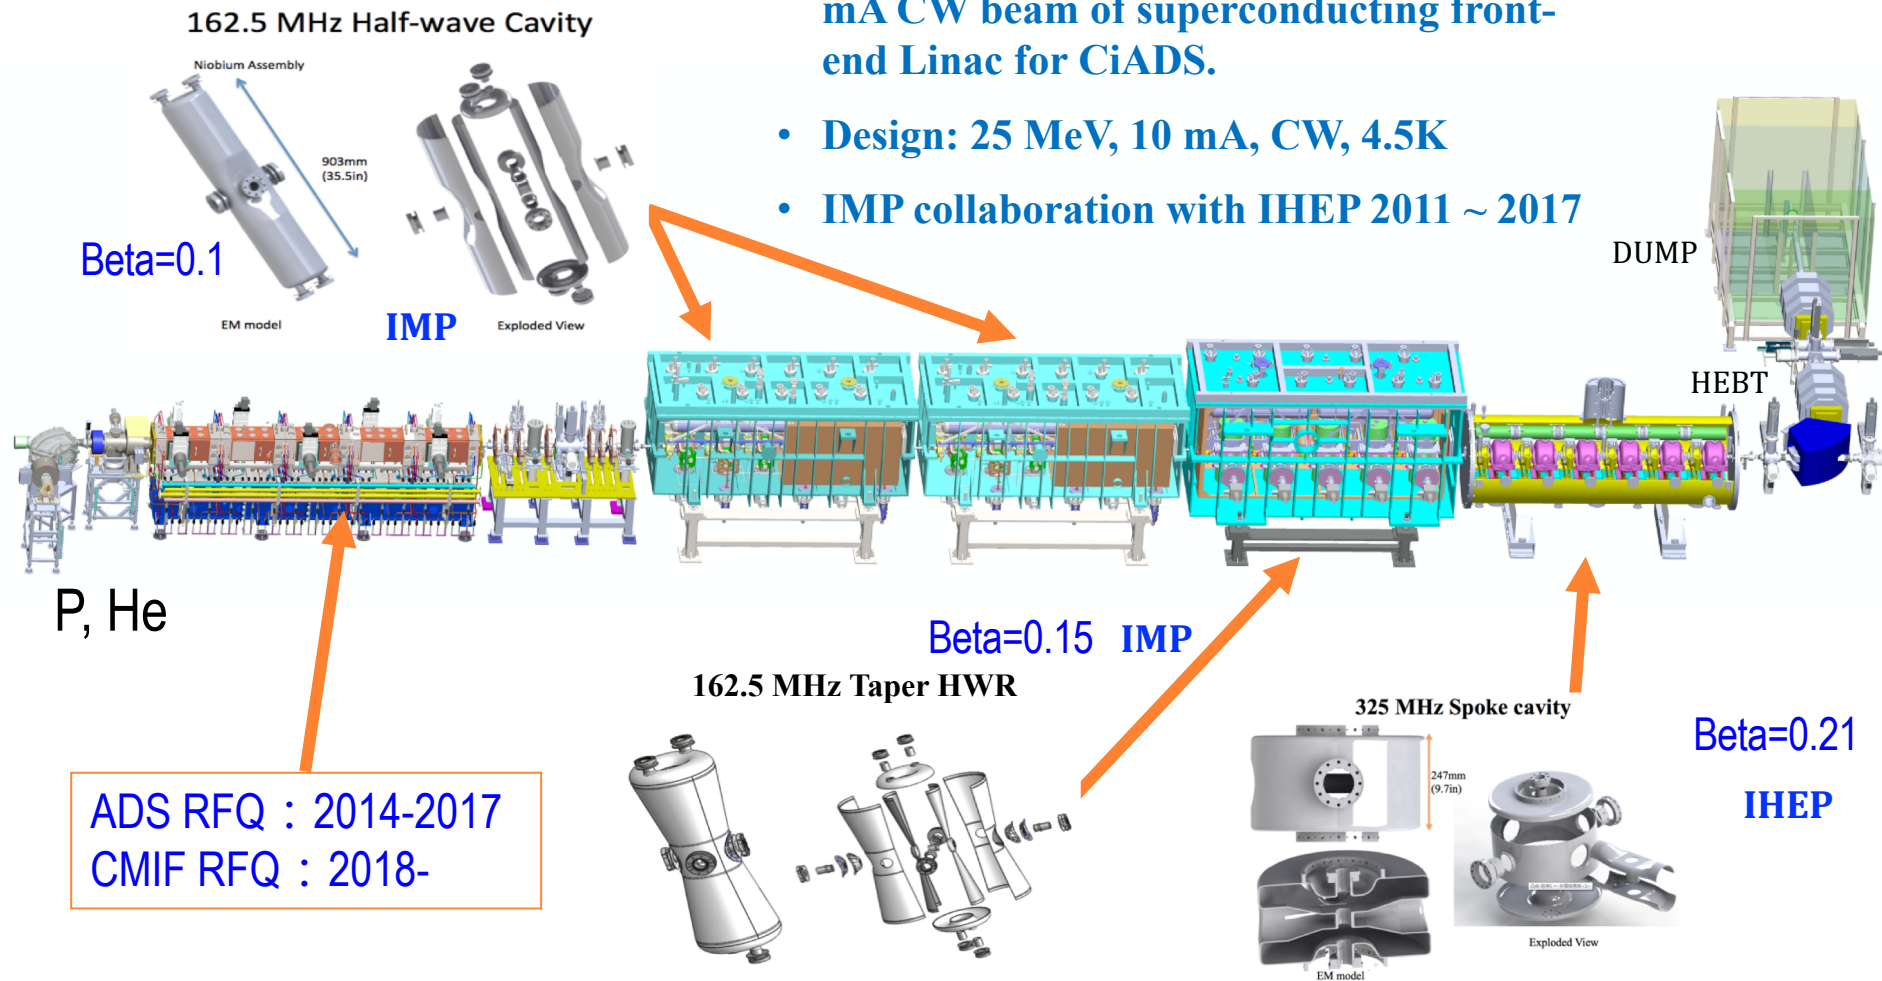 162.5 MHz Half-wave Cavity
Niobium Assembly
903mm
(35.5in)
Beta=0.1
EM model
IMP
Exploded View
mA CW beam of superconducting front-
end Linac for CiADS.
• Design: 25 MeV, 10 mA, CW, 4.5K
• IMP collaboration with IHEP 2011 ~ 2017
DUMP
HEBT
P, He
Beta=0.15 IMP
162.5 MHz Taper HWR
325 MHz Spoke cavity
247mm
(9.7in)
Beta=0.21
IHEP
Exploded View
EM model
ADS RFQ：2014-2017
CMIF RFQ：2018-